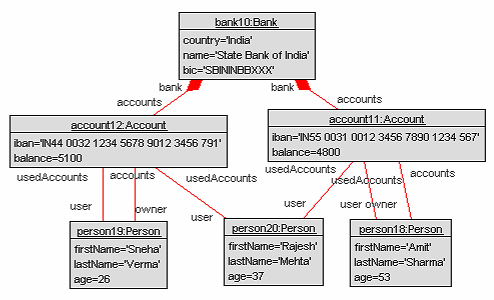 bank10:Bank
country='India'
name='State Bank of India'
bic='SBININBBXXX'
bank
bank
accounts
accounts
account12:Account
iban='IN44 0032 1234 5678 9012 3456 791'
balance=5100
account11:Account
iban='IN55 0031 0012 3456 7890 1234 567'
balance=4800
usedAccounts
accounts
usedAccounts
usedAccounts
usedAccounts
accounts
user
owner
user
user
user
owner
person19:Person
firstName='Sneha'
lastName='Verma'
age=26
person20:Person
firstName='Rajesh'
lastName='Mehta'
age=37
person18:Person
firstName='Amit'
lastName='Sharma'
age=53